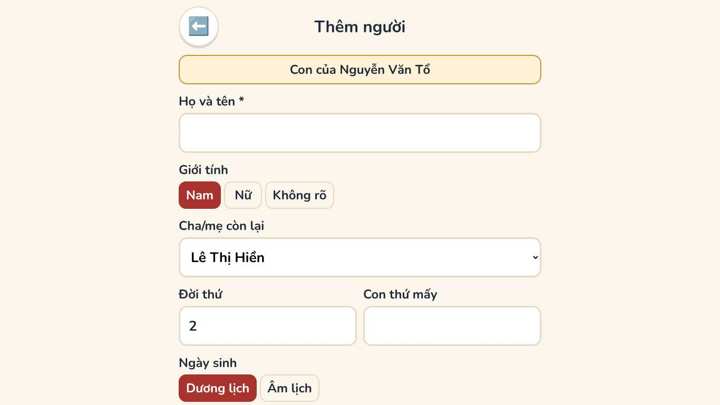 Thêm người
Con của Nguyễn Văn Tổ
Họ và tên *
Giới tính
Nam Nữ Không rõ
Cha/mẹ còn lại
Lê Thị Hiền
Đời thứ Con thứ mấy
2
Ngày sinh
Dương lịch Âm lịch